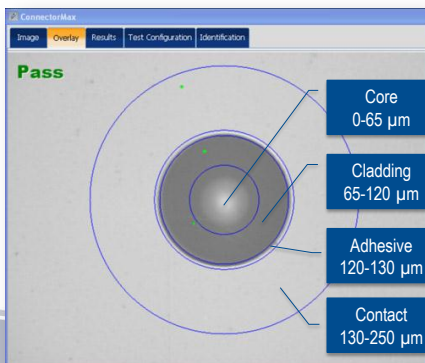 ConnectorMax
Image Overlay Results Test Configuration Identification
Pass
Core
0-65 µm
Cladding
65-120 µm
Adhesive
120-130 µm
Contact
130-250 µm